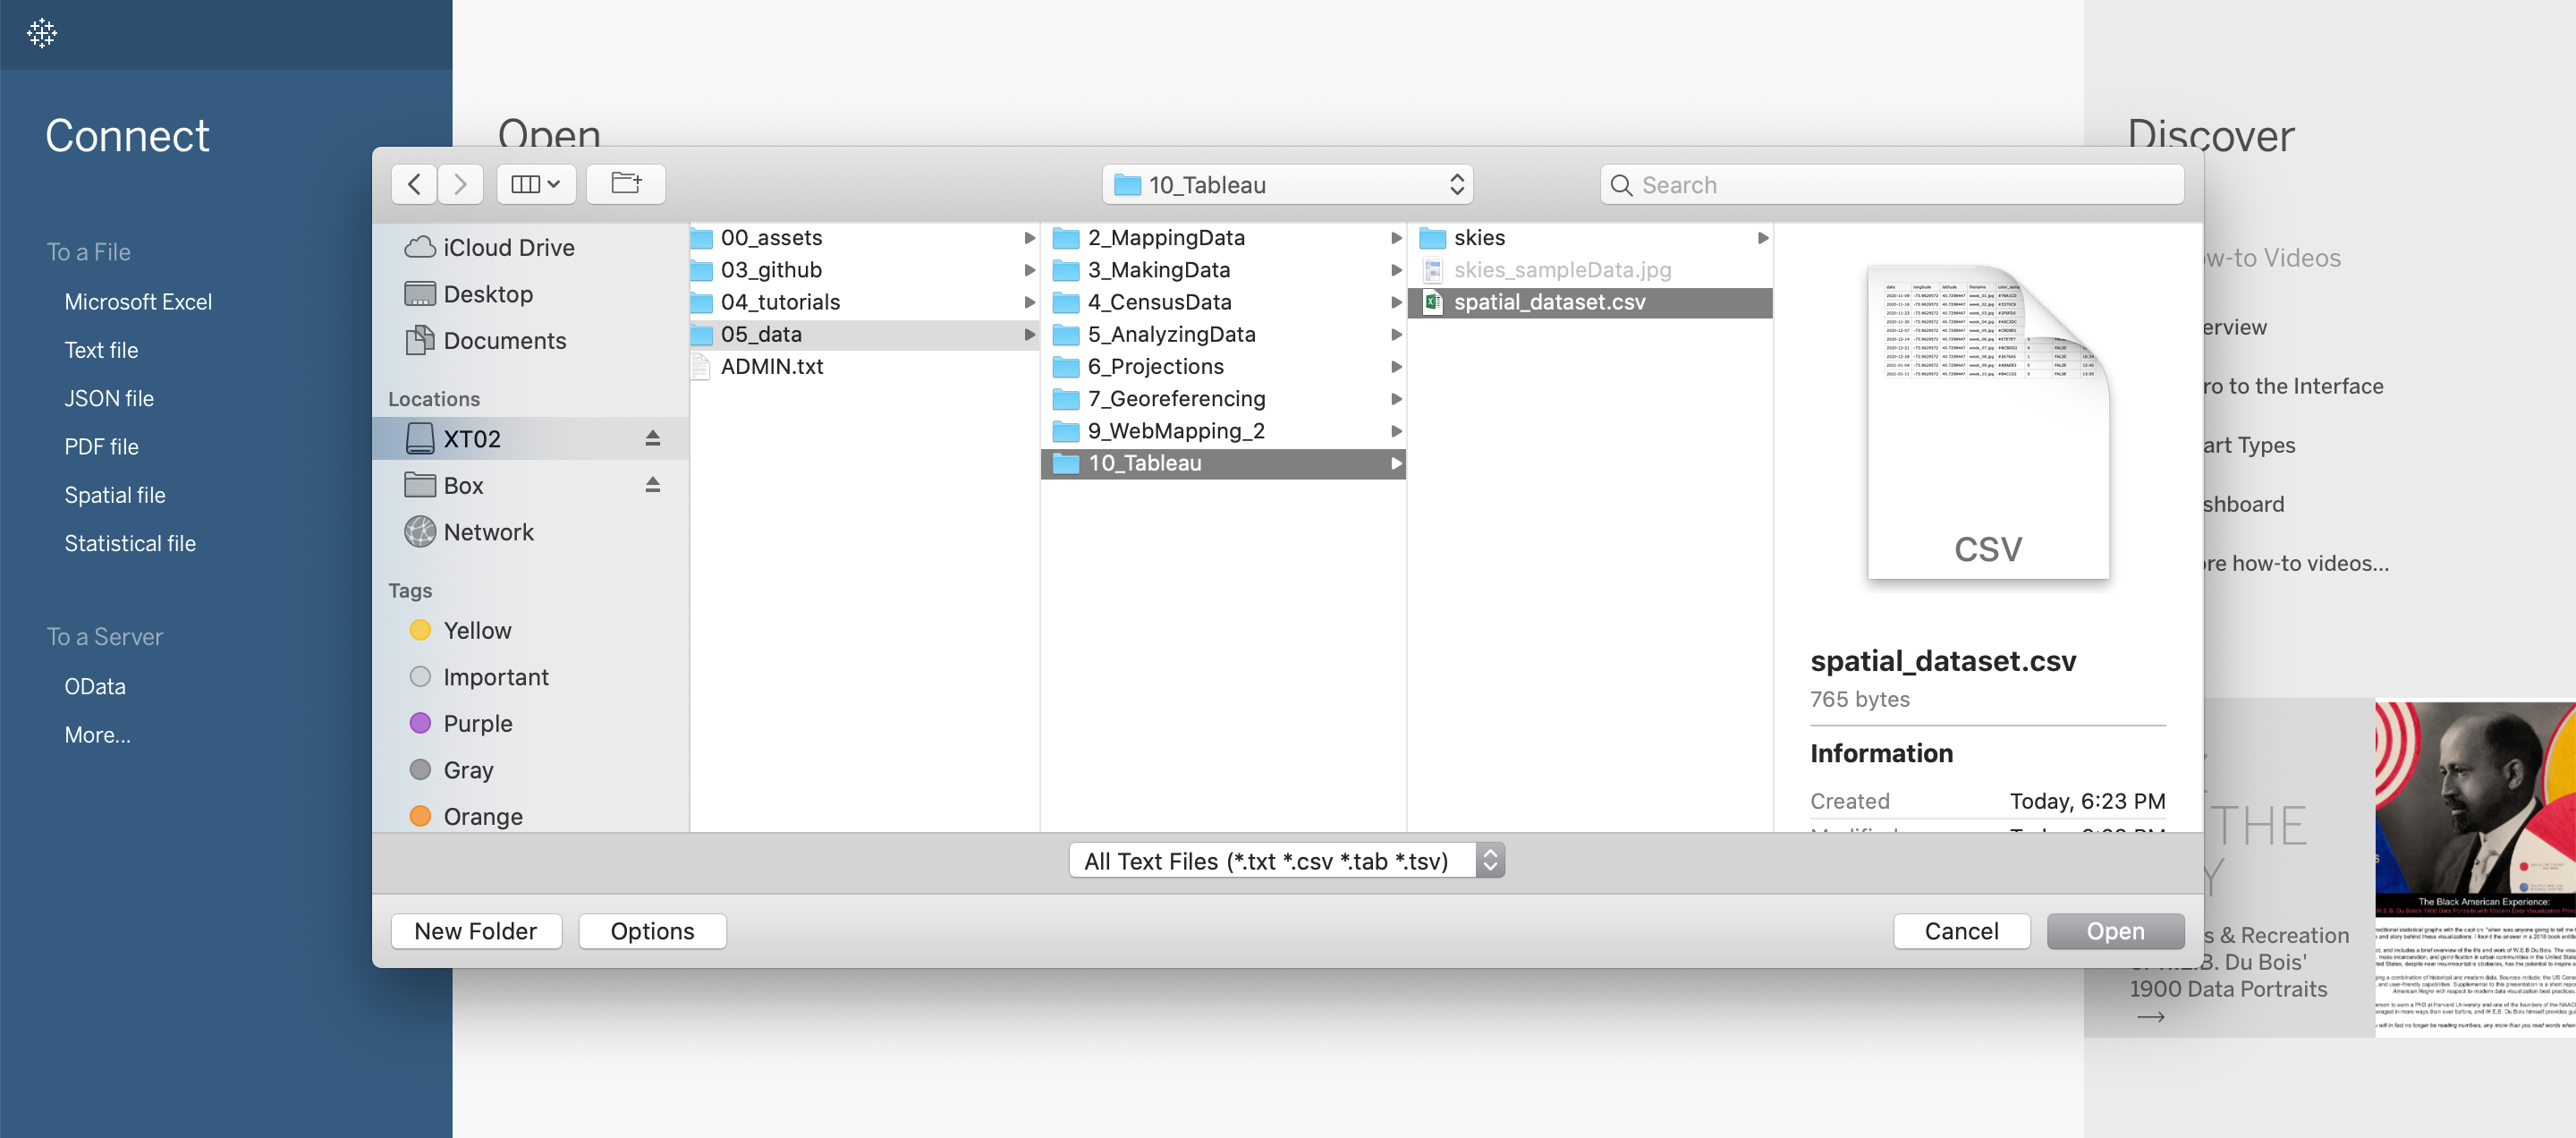 Connect
To a File
Microsoft Excel
Text file
JSON file
PDF file
Spatial file
Statistical file
To a Server
OData
More...
Open
Discover
10_Tableau
Search
iCloud Drive
Desktop
Documents
Locations
XT02
Box
Network
Tags
Yellow
Important
Purple
Gray
Orange
00_assets
03_github
04_tutorials
05_data
ADMIN.txt
2_MappingData
3_MakingData
4_CensusData
5_AnalyzingData
6_Projections
7_Georeferencing
9_WebMapping_2
10_Tableau
skies
skies_sampleData.jpg
spatial_dataset.csv
CSV
spatial_dataset.csv
765 bytes
Information
Created Today, 6:23 PM
All Text Files (*.txt *.csv *.tab *.tsv)
New Folder
Options
Cancel
Open
w-to Videos
erview
ro to the Interface
art Types
shboard
re how-to videos...
THE
Y
s & Recreation
B. Du Bois'
1900 Data Portraits
The Black American Experience: